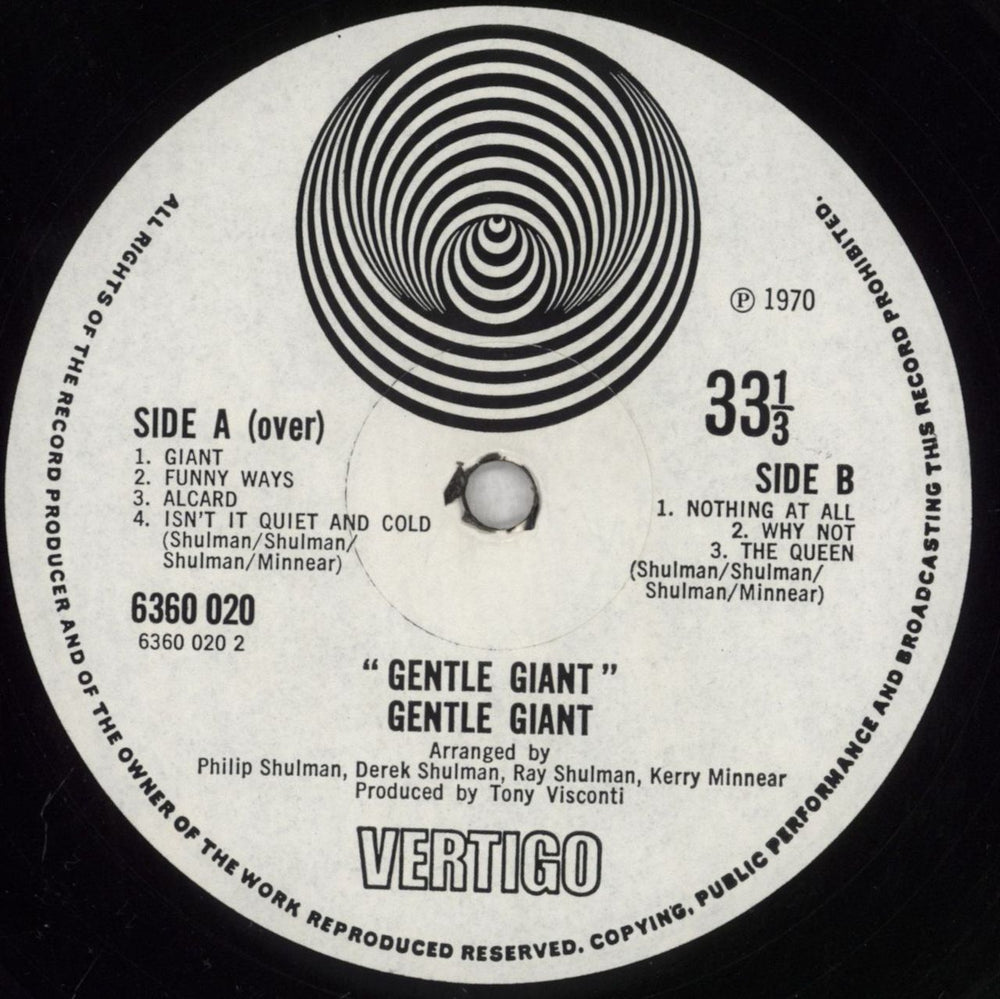 ALL RIGHTS OF THE RECORD PRODUCER AND OF THE OWNER OF THE WORK REPRODUCED RESERVED. COPYING, PUBLIC PERFORMANCE AND BROADCASTING THIS RECORD PROHIBITED.
℗ 1970
33⅓
SIDE A (over)
1. GIANT
2. FUNNY WAYS
3. ALCARD
4. ISN'T IT QUIET AND COLD
(Shulman/Shulman/
Shulman/Minnear)
6360 020
6360 020 2
SIDE B
1. NOTHING AT ALL
2. WHY NOT
3. THE QUEEN
(Shulman/Shulman/
Shulman/Minnear)
“GENTLE GIANT”
GENTLE GIANT
Arranged by
Philip Shulman, Derek Shulman, Ray Shulman, Kerry Minnear
Produced by Tony Visconti
VERTIGO